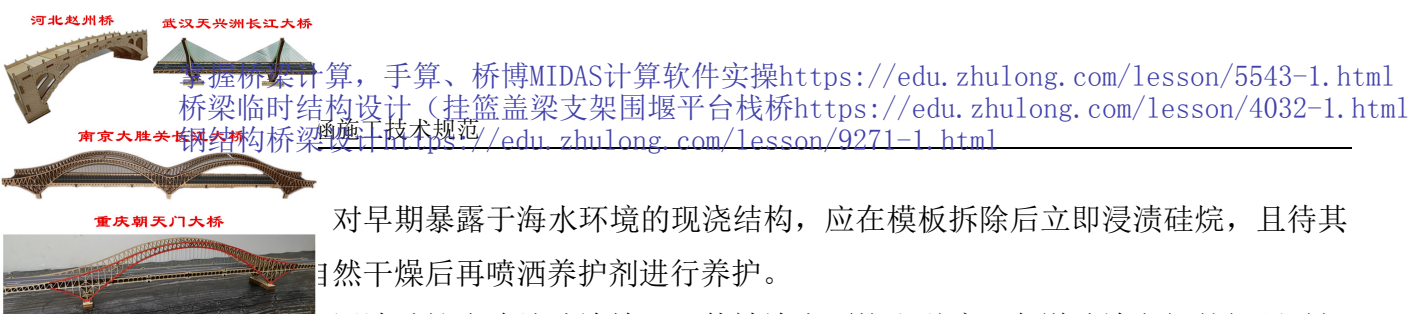 河北赵州桥
武汉天兴洲长江大桥
掌握桥梁计算，手算、桥博MIDAS计算软件实操https://edu.zhulong.com/lesson/5543-1.html
桥梁临时结构设计（挂篮盖梁支架围堰平台栈桥https://edu.zhulong.com/lesson/4032-1.html
南京大胜关长江大桥
钢结构桥梁设计https://edu.zhulong.com/lesson/9271-1.html
涵施工技术规范
重庆朝天门大桥
对早期暴露于海水环境的现浇结构，应在模板拆除后立即浸渍硅烷，且待其
自然干燥后再喷洒养护剂进行养护。